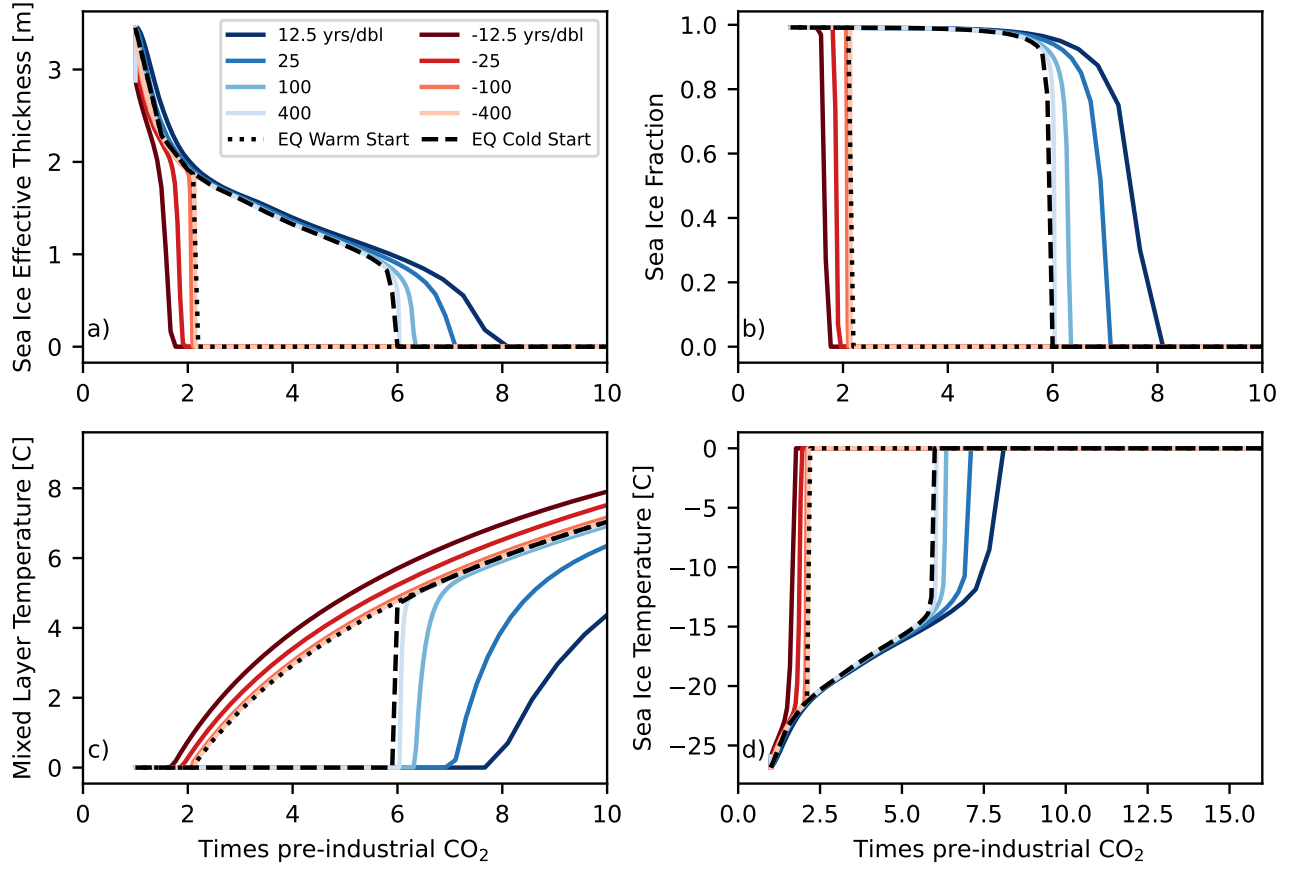 Sea Ice Effective Thickness [m]
3
2
1
0
12.5 yrs/dbl
25
100
400
EQ Warm Start
-12.5 yrs/dbl
-25
-100
-400
EQ Cold Start
a)
0 2 4 6 8 10
Sea Ice Fraction
1.0
0.8
0.6
0.4
0.2
0.0
b)
0 2 4 6 8 10
Mixed Layer Temperature [C]
8
6
4
2
0
c)
0 2 4 6 8 10
Times pre-industrial CO₂
Sea Ice Temperature [C]
0
−5
−10
−15
−20
−25
d)
0.0 2.5 5.0 7.5 10.0 12.5 15.0
Times pre-industrial CO₂